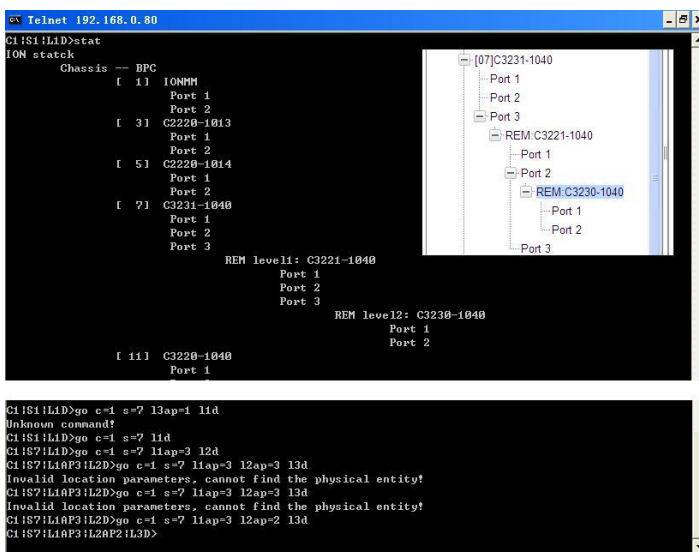 Telnet 192.168.0.80
C1|S1|L1D>stat
ION statck
Chassis -- BPC
[ 1] IONMM
Port 1
Port 2
[ 3] C2220-1013
Port 1
Port 2
[ 5] C2220-1014
Port 1
Port 2
[ 7] C3231-1040
Port 1
Port 2
Port 3
REM level1: C3221-1040
Port 1
Port 2
Port 3
REM level2: C3230-1040
Port 1
Port 2
[ 11] C3220-1040
Port 1
[07]C3231-1040
Port 1
Port 2
Port 3
REM:C3221-1040
Port 1
Port 2
REM:C3230-1040
Port 1
Port 2
Port 3
C1|S1|L1D>go c=1 s=7 l3ap=1 l1d
Unknown command!
C1|S1|L1D>go c=1 s=7 l1d
C1|S7|L1D>go c=1 s=7 l1ap=3 l2d
C1|S7|L1AP3|L2D>go c=1 s=7 l1ap=3 l2ap=3 l3d
Invalid location parameters, cannot find the physical entity!
C1|S7|L1AP3|L2D>go c=1 s=7 l1ap=3 l2ap=3 l3d
Invalid location parameters, cannot find the physical entity!
C1|S7|L1AP3|L2D>go c=1 s=7 l1ap=3 l2ap=2 l3d
C1|S7|L1AP3|L2AP2|L3D>